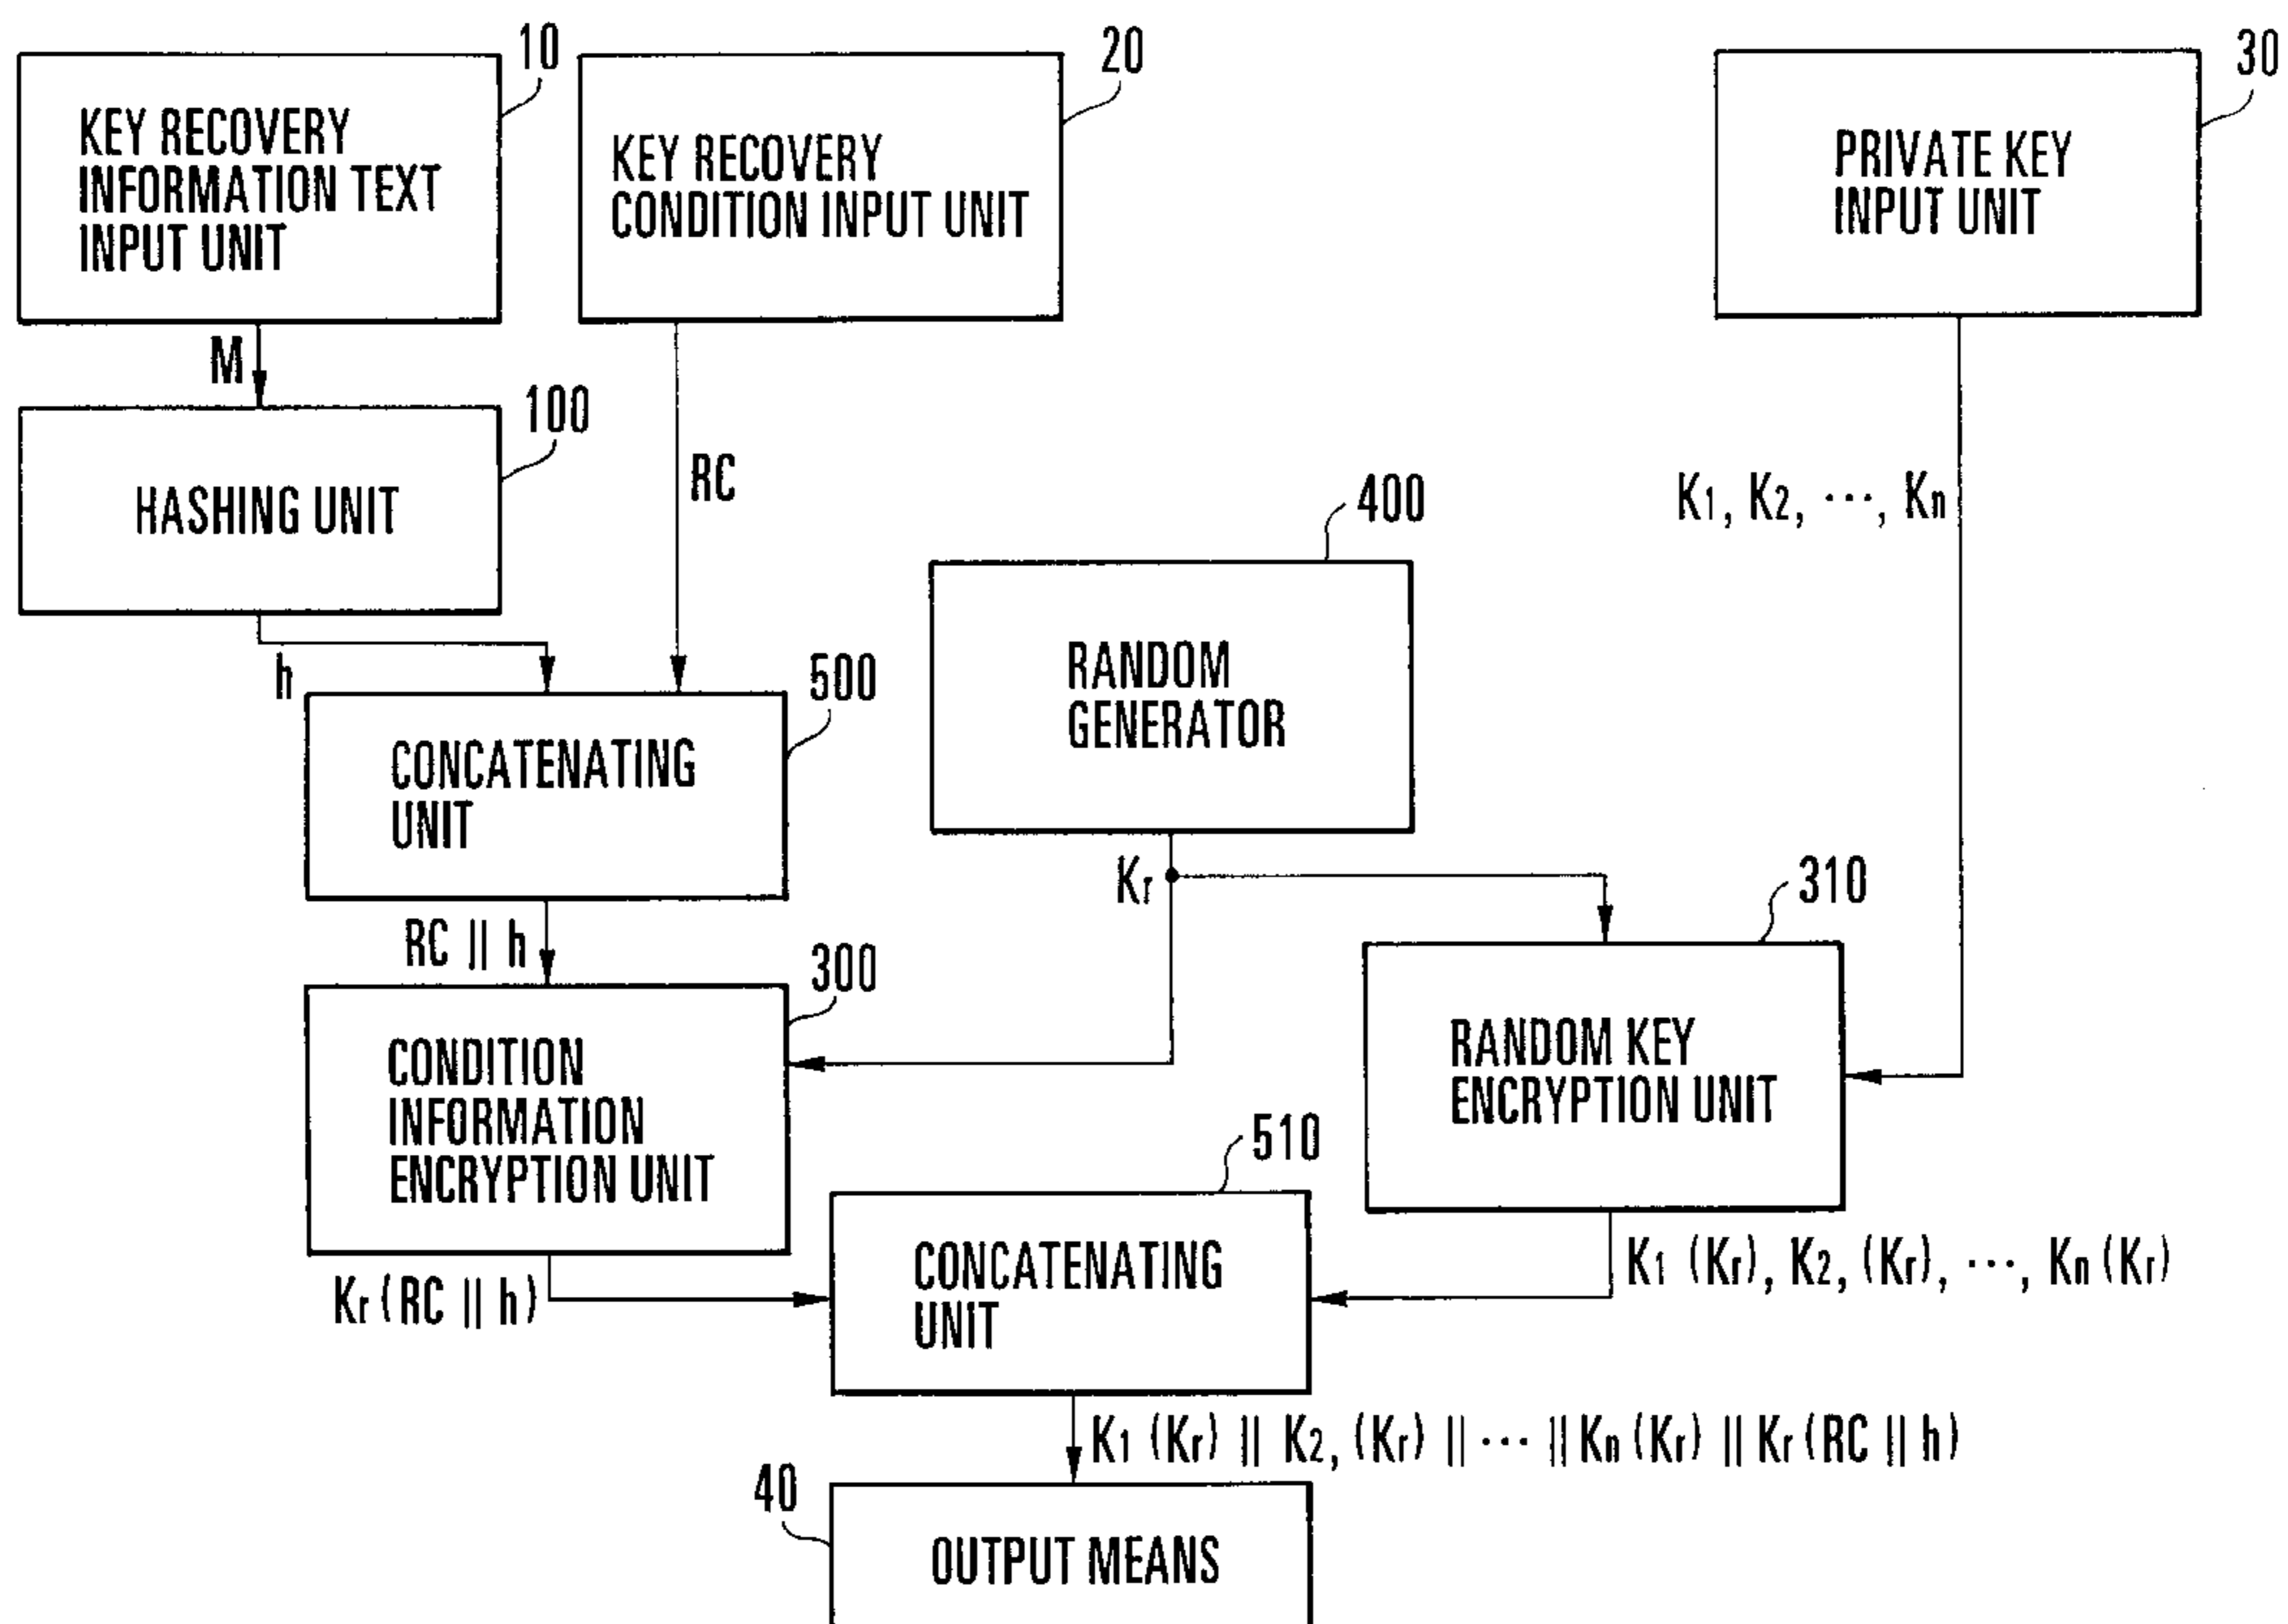 10
20
30
KEY RECOVERY
INFORMATION TEXT
INPUT UNIT
KEY RECOVERY
CONDITION INPUT UNIT
PRIVATE KEY
INPUT UNIT
M
100
HASHING UNIT
RC
K1, K2, ···, Kn
400
h
500
RANDOM
GENERATOR
CONCATENATING
UNIT
Kr
310
RC || h
300
CONDITION
INFORMATION
ENCRYPTION UNIT
RANDOM KEY
ENCRYPTION UNIT
510
Kr (RC || h)
CONCATENATING
UNIT
K1 (Kr), K2, (Kr), ···, Kn (Kr)
K1 (Kr) || K2, (Kr) || ··· || Kn (Kr) || Kr (RC || h)
40
OUTPUT MEANS